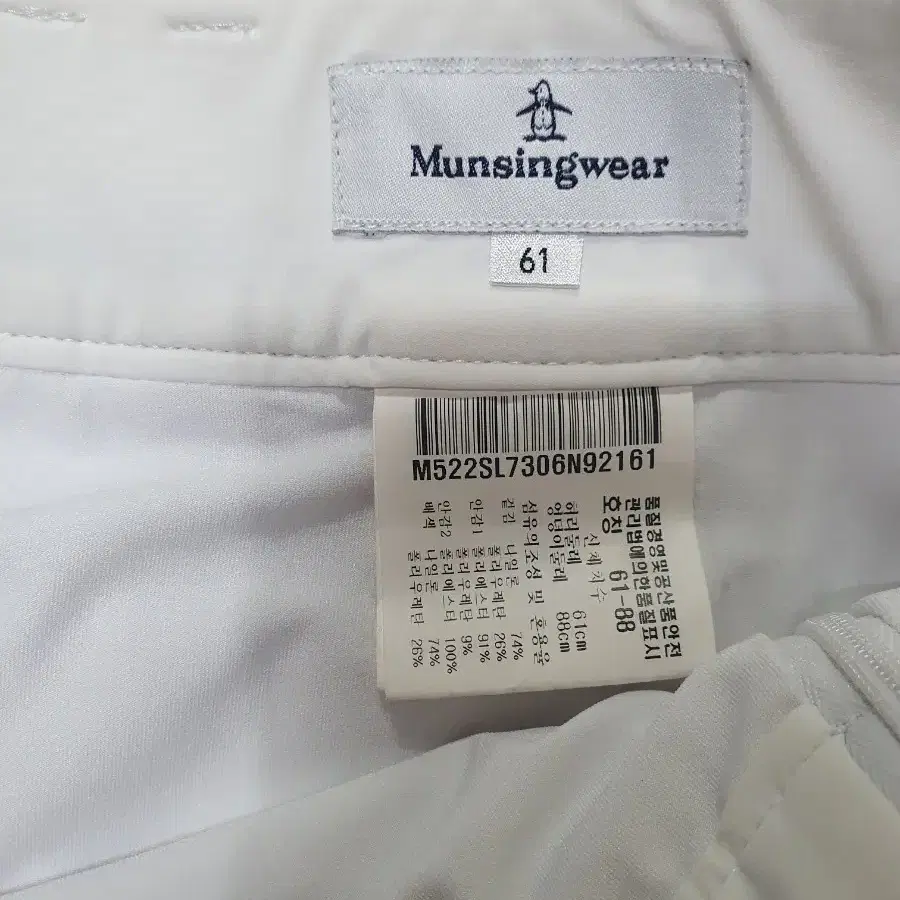 Munsingwear
61
M522SL7306N92161
품질경영및공산품안전
관리법에의한품질표시
호칭 61-88
신체치수
허리둘레 61cm
엉덩이둘레 88cm
섬유의조성 및 혼용율
겉감 나일론 74%
폴리우레탄 26%
안감1 폴리에스터 91%
폴리우레탄 9%
안감2 폴리에스터 100%
배색 나일론 74%
폴리우레탄 26%